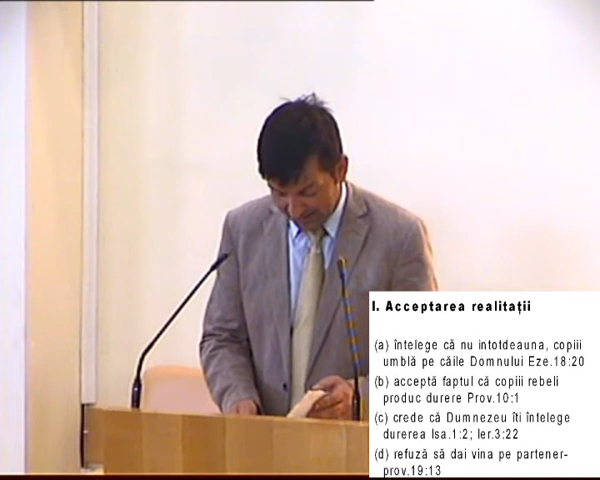 I. Acceptarea realitații
(a) întelege că nu intotdeauna, copiii
umblă pe căile Domnului Eze.18:20
(b) acceptă faptul că copiii rebeli
produc durere Prov.10:1
(c) crede că Dumnezeu îti întelege
durerea Isa.1:2; Ier.3:22
(d) refuză să dai vina pe partener-
prov.19:13